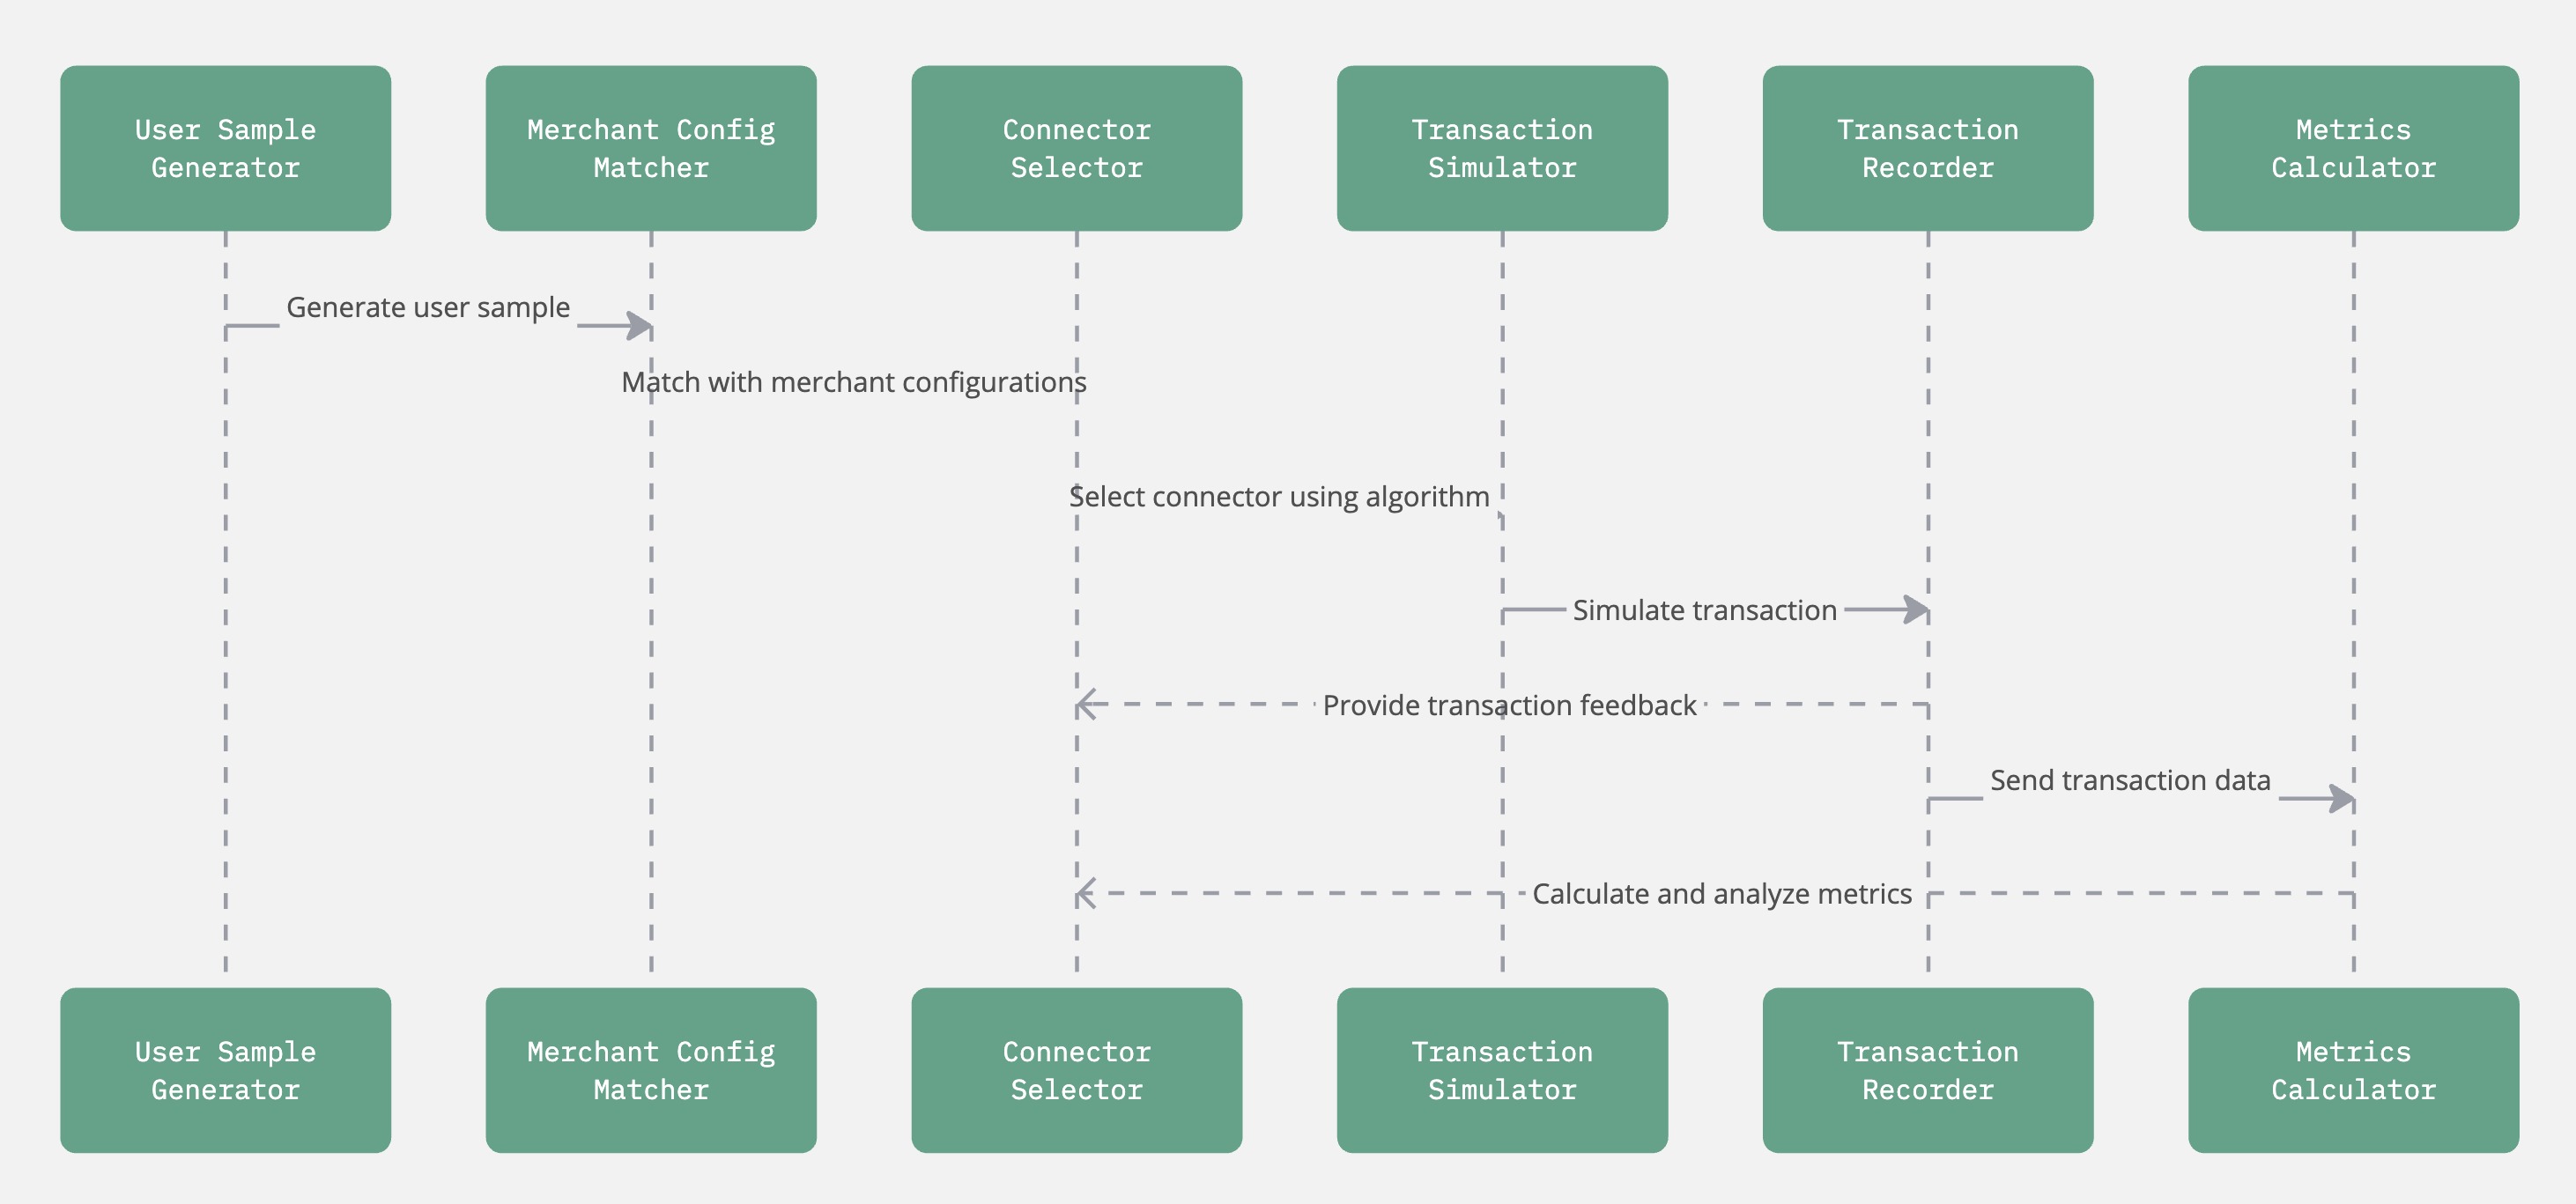 User Sample
Generator
Merchant Config
Matcher
Connector
Selector
Transaction
Simulator
Transaction
Recorder
Metrics
Calculator
Generate user sample
Match with merchant configurations
Select connector using algorithm
Simulate transaction
Provide transaction feedback
Send transaction data
Calculate and analyze metrics
User Sample
Generator
Merchant Config
Matcher
Connector
Selector
Transaction
Simulator
Transaction
Recorder
Metrics
Calculator